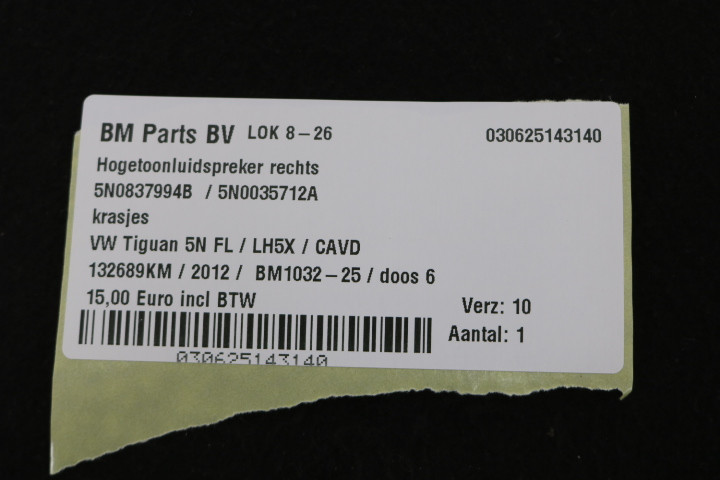 BM Parts BV LOK 8-26 030625143140
Hogetoonluidspreker rechts
5N0837994B / 5N0035712A
krasjes
VW Tiguan 5N FL / LH5X / CAVD
132689KM / 2012 / BM1032-25 / doos 6
15,00 Euro incl BTW Verz: 10
Aantal: 1
030625143140